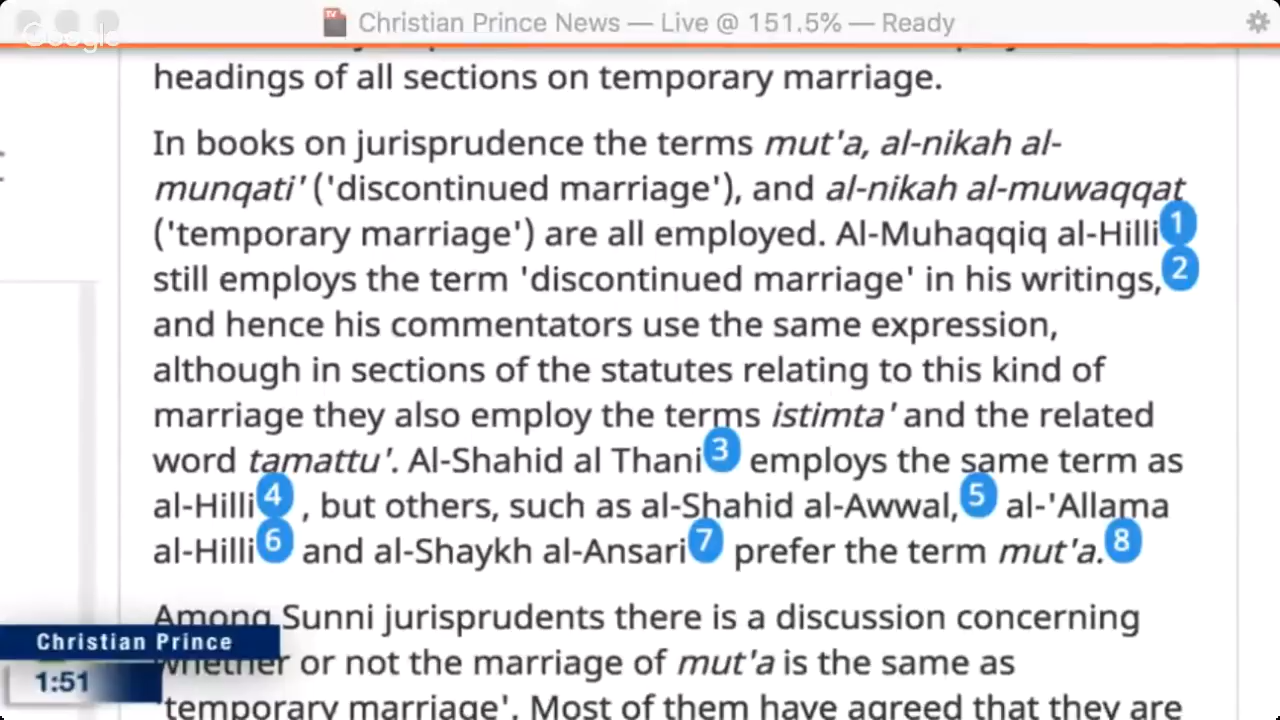 Christian Prince News — Live @ 151.5% — Ready
Google
headings of all sections on temporary marriage.
In books on jurisprudence the terms mut'a, al-nikah al-
munqati' ('discontinued marriage'), and al-nikah al-muwaqqat
('temporary marriage') are all employed. Al-Muhaqqiq al-Hilli 1
still employs the term 'discontinued marriage' in his writings, 2
and hence his commentators use the same expression,
although in sections of the statutes relating to this kind of
marriage they also employ the terms istimta' and the related
word tamattu'. Al-Shahid al Thani 3 employs the same term as
al-Hilli 4 , but others, such as al-Shahid al-Awwal, 5 al-'Allama
al-Hilli 6 and al-Shaykh al-Ansari 7 prefer the term mut'a. 8
Among Sunni jurisprudents there is a discussion concerning
whether or not the marriage of mut'a is the same as
'temporary marriage'. Most of them have agreed that they are
Christian Prince
1:51